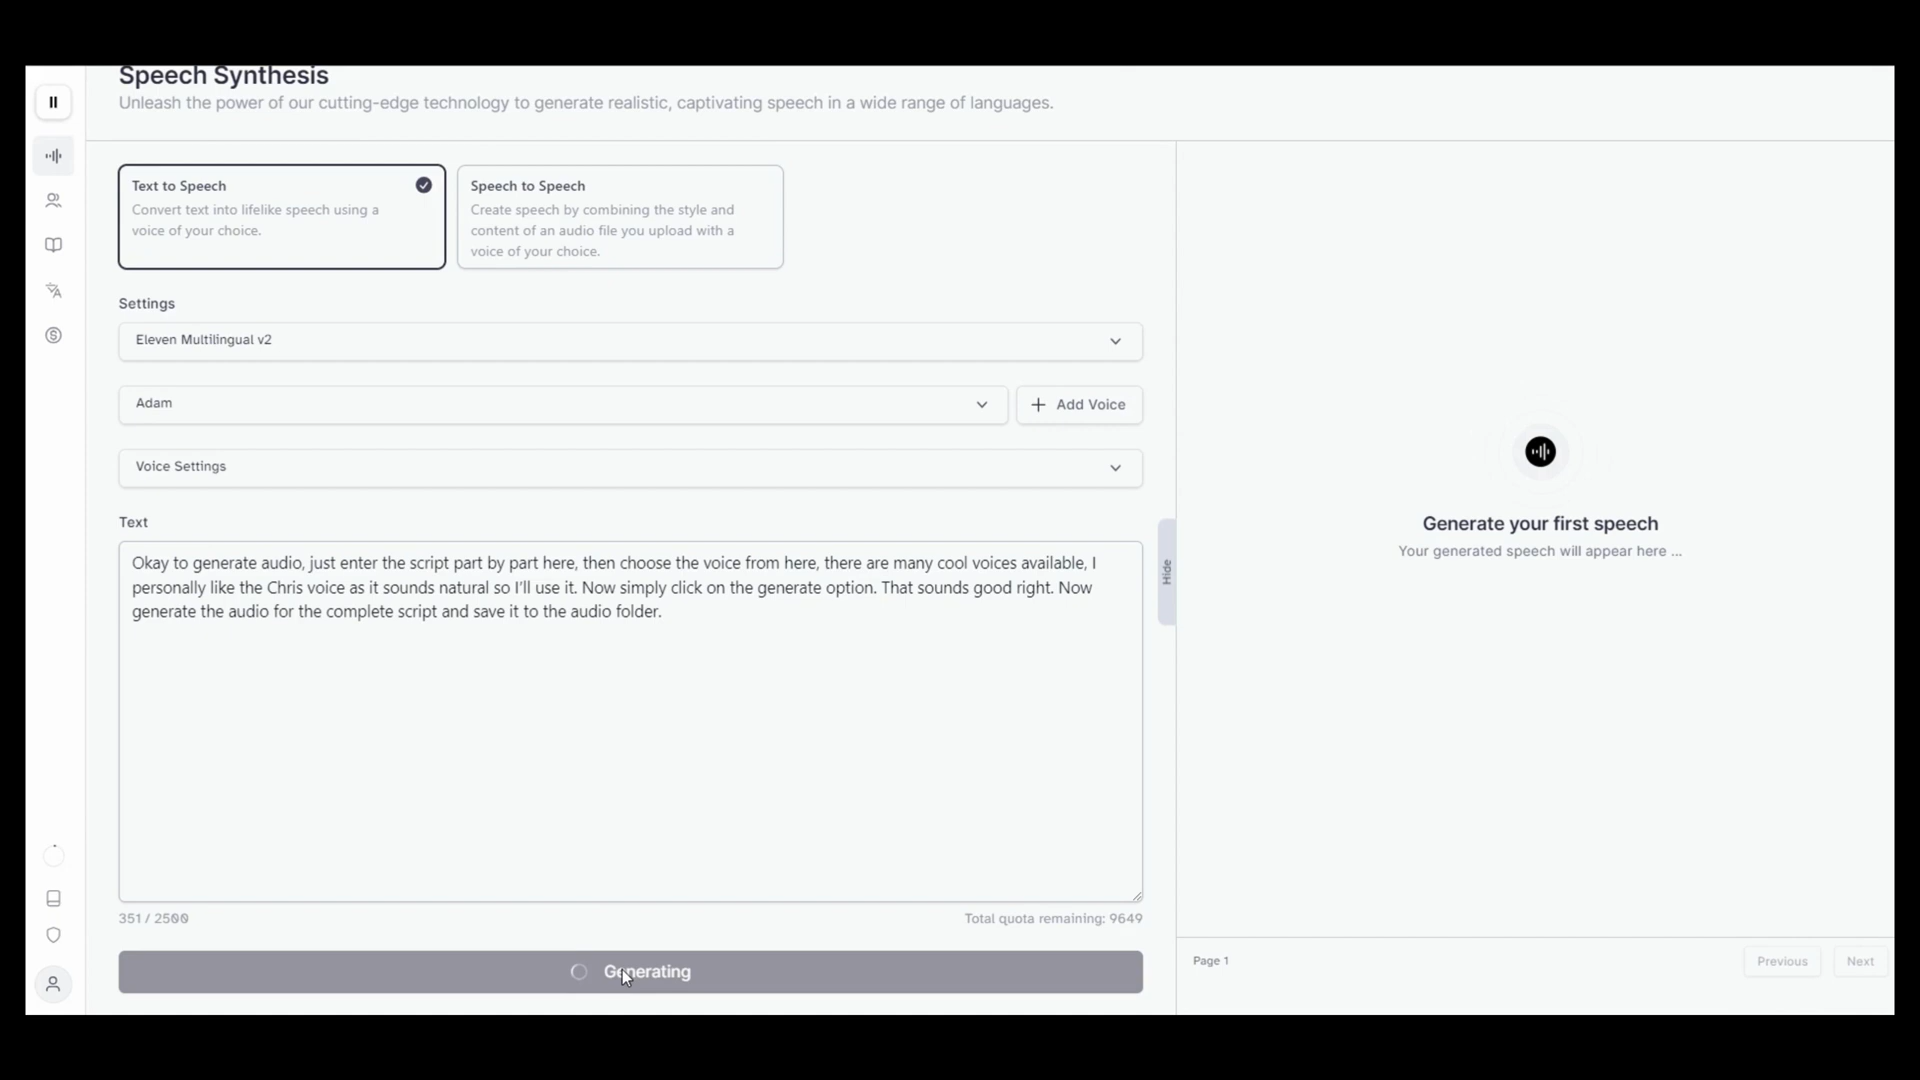 Speech Synthesis
Unleash the power of our cutting-edge technology to generate realistic, captivating speech in a wide range of languages.
Text to Speech
Convert text into lifelike speech using a
voice of your choice.
Speech to Speech
Create speech by combining the style and
content of an audio file you upload with a
voice of your choice.
Settings
Eleven Multilingual v2
Adam
Add Voice
Voice Settings
Text
Okay to generate audio, just enter the script part by part here, then choose the voice from here, there are many cool voices available, I
personally like the Chris voice as it sounds natural so I'll use it. Now simply click on the generate option. That sounds good right. Now
generate the audio for the complete script and save it to the audio folder.
351 / 2500
Total quota remaining: 9649
Generating
Hide
Generate your first speech
Your generated speech will appear here ...
Page 1
Previous
Next